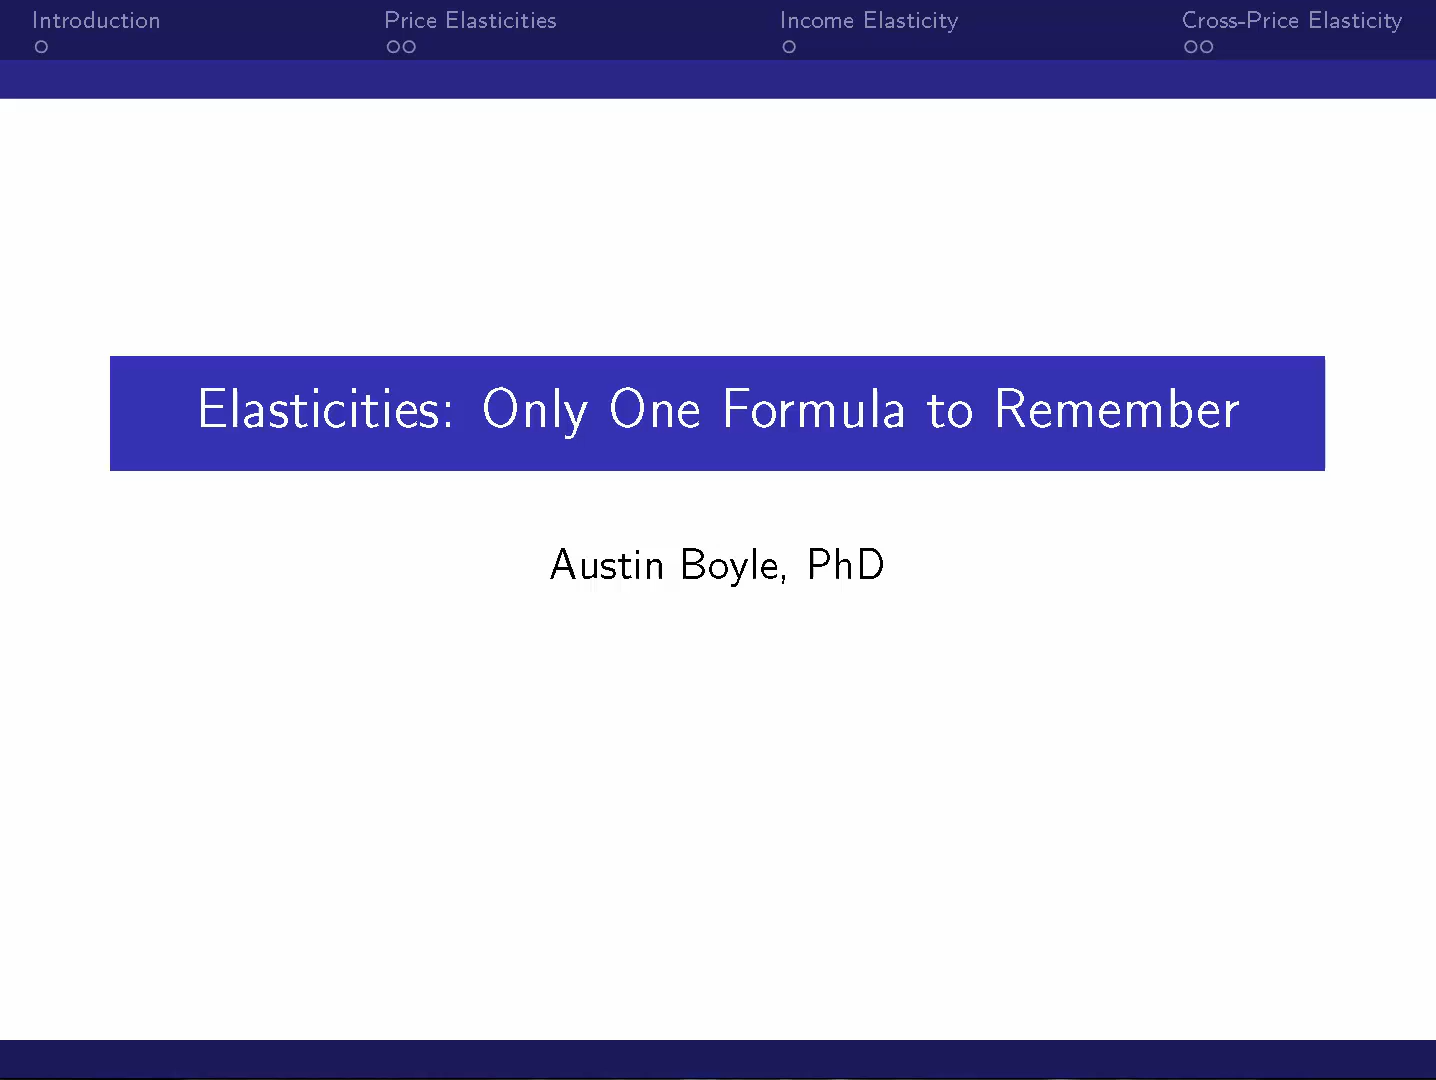 Introduction
Price Elasticities
Income Elasticity
Cross-Price Elasticity
Elasticities: Only One Formula to Remember
Austin Boyle, PhD